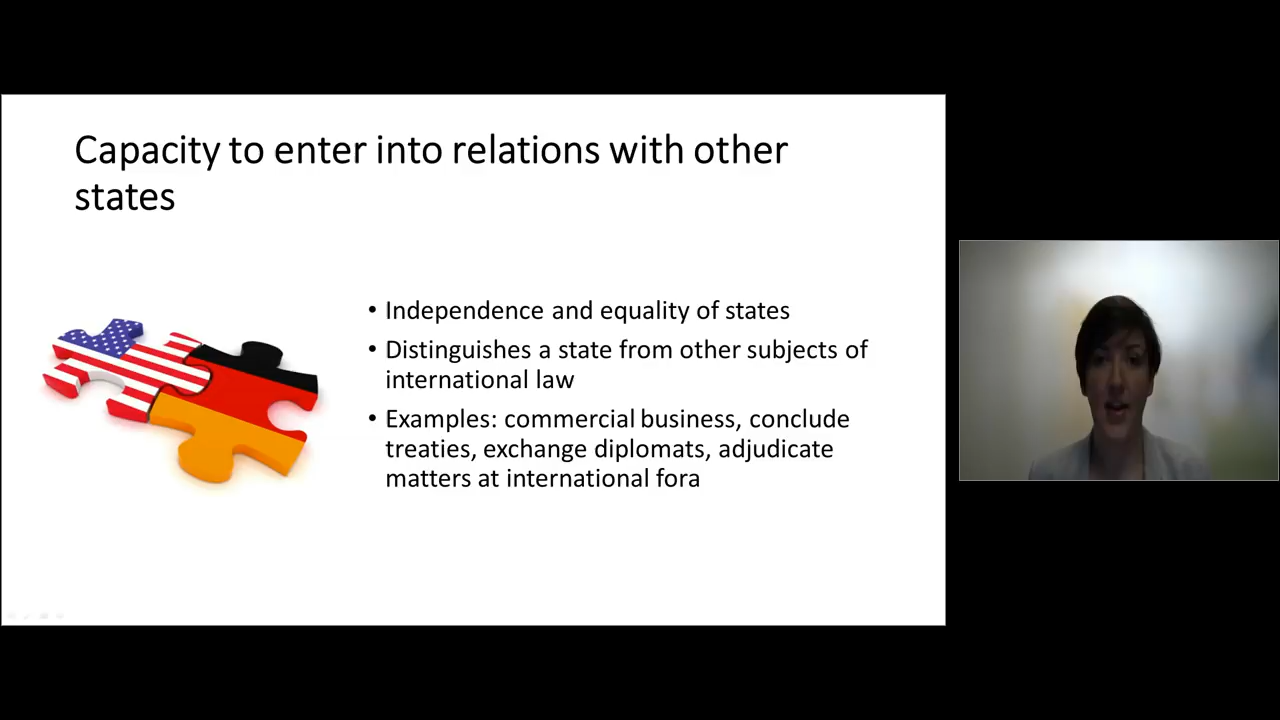 Capacity to enter into relations with other
states
• Independence and equality of states
• Distinguishes a state from other subjects of
international law
• Examples: commercial business, conclude
treaties, exchange diplomats, adjudicate
matters at international fora